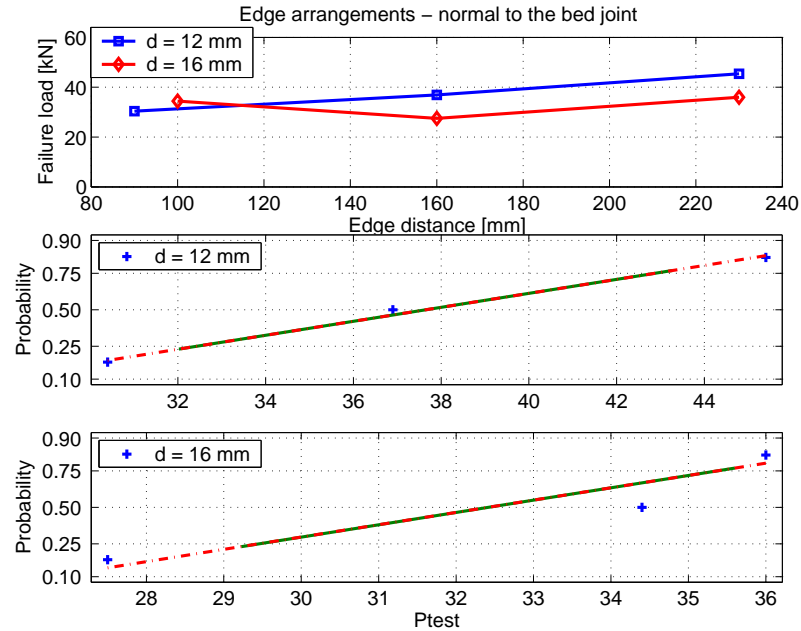 Edge arrangements − normal to the bed joint
60
40
20
0
Failure load [kN]
d = 12 mm
d = 16 mm
80 100 120 140 160 180 200 220 240
Edge distance [mm]
0.90
0.75
0.50
0.25
0.10
Probability
d = 12 mm
32 34 36 38 40 42 44
0.90
0.75
0.50
0.25
0.10
Probability
d = 16 mm
28 29 30 31 32 33 34 35 36
Ptest